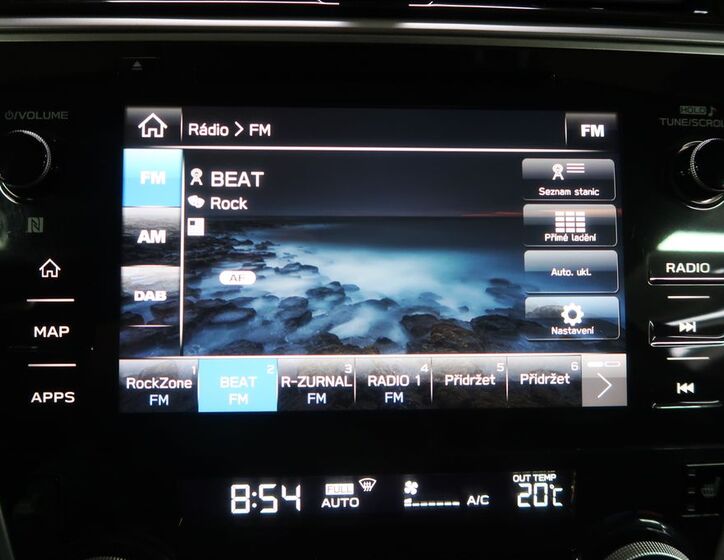 ⏻/VOLUME
HOLD ♪
TUNE/SCROLL
Rádio > FM
FM
FM
AM
DAB
BEAT
Rock
AF
Seznam stanic
Přímé ladění
Auto. ukl.
Nastavení
1
RockZone
FM
2
BEAT
FM
3
R-ZURNAL
FM
4
RADIO 1
FM
5
Přidržet
6
Přidržet
MAP
APPS
RADIO
8:54
FULL
AUTO
A/C
OUT TEMP
20℃